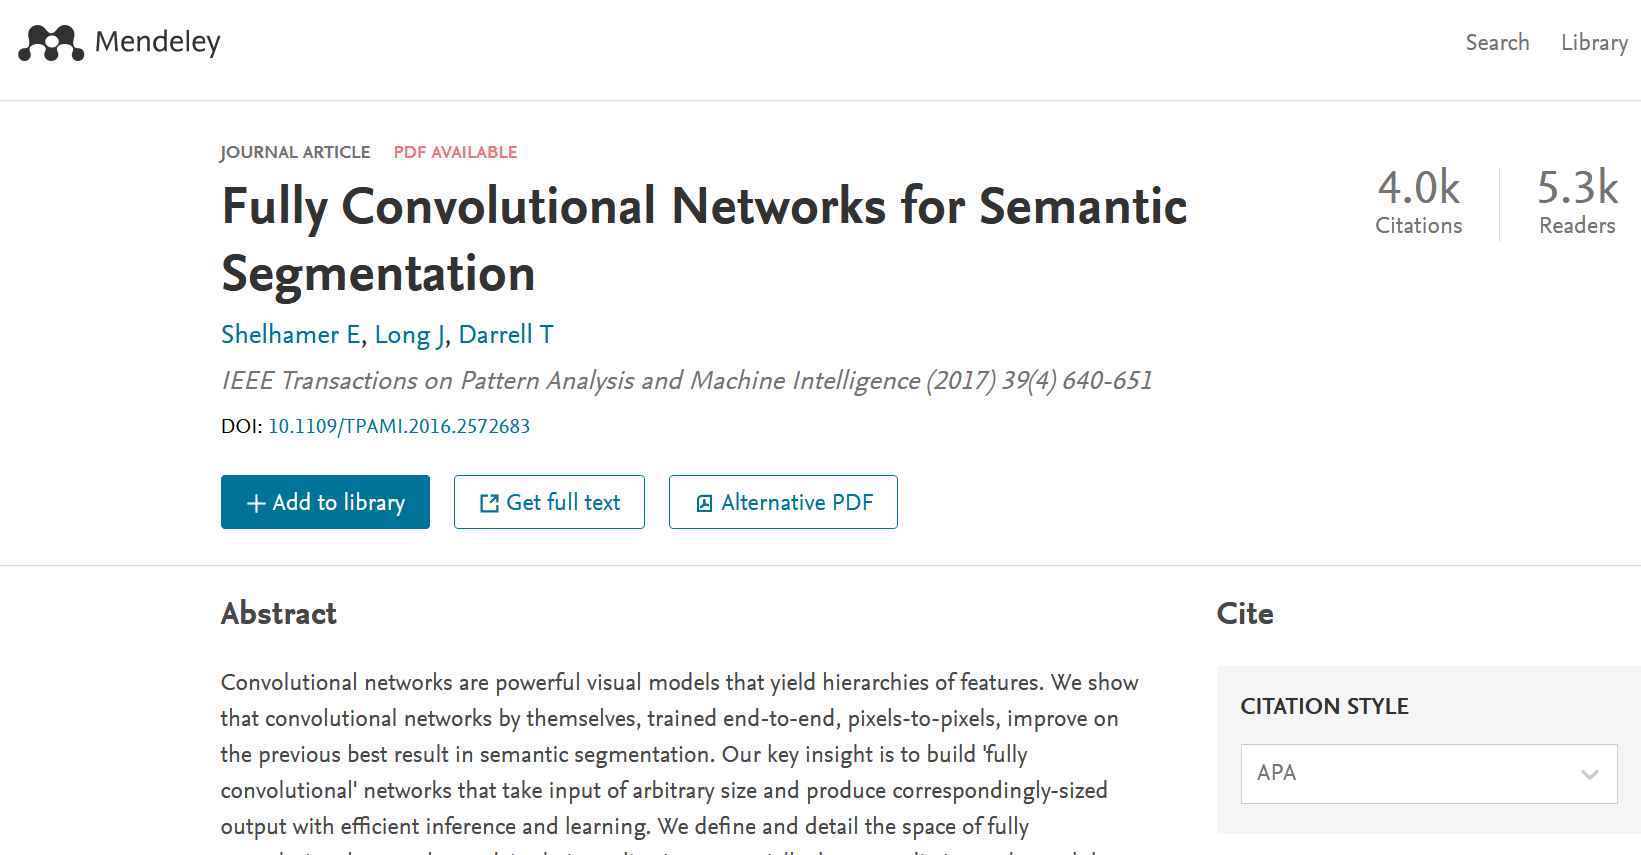 Mendeley
Search Library
JOURNAL ARTICLE PDF AVAILABLE
Fully Convolutional Networks for Semantic
Segmentation
4.0k
Citations
5.3k
Readers
Shelhamer E, Long J, Darrell T
IEEE Transactions on Pattern Analysis and Machine Intelligence (2017) 39(4) 640-651
DOI: 10.1109/TPAMI.2016.2572683
Add to library
Get full text
Alternative PDF
Abstract
Convolutional networks are powerful visual models that yield hierarchies of features. We show
that convolutional networks by themselves, trained end-to-end, pixels-to-pixels, improve on
the previous best result in semantic segmentation. Our key insight is to build 'fully
convolutional' networks that take input of arbitrary size and produce correspondingly-sized
output with efficient inference and learning. We define and detail the space of fully
Cite
CITATION STYLE
APA